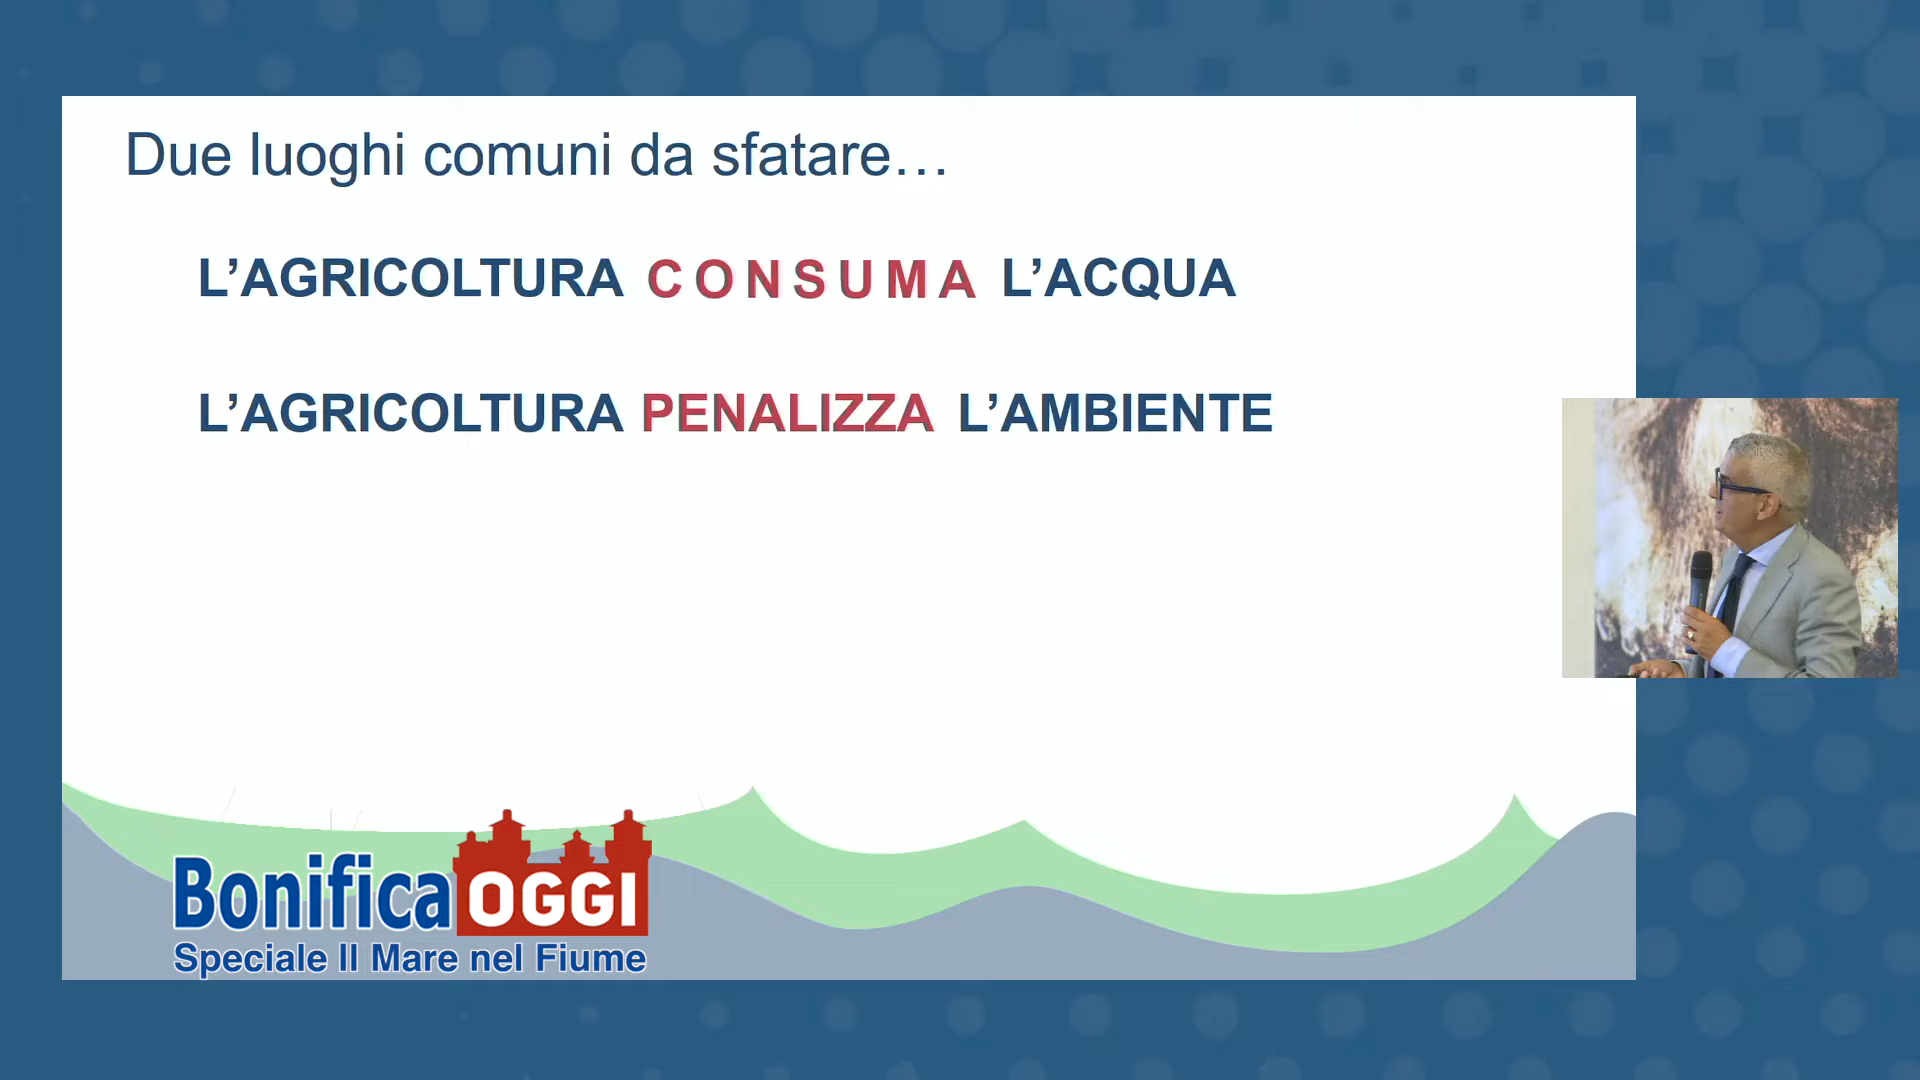 Due luoghi comuni da sfatare…
L’AGRICOLTURA CONSUMA L’ACQUA
L’AGRICOLTURA PENALIZZA L’AMBIENTE
Bonifica OGGI
Speciale Il Mare nel Fiume